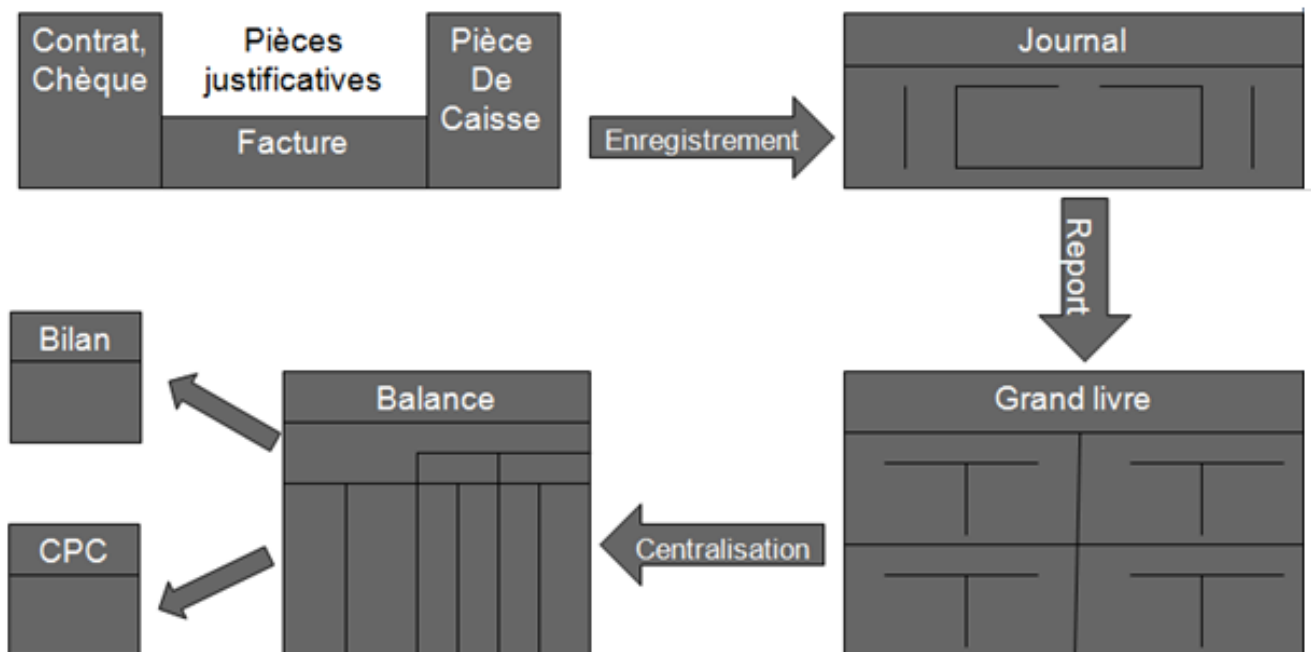 Contrat,
Chèque
Pièces
justificatives
Facture
Pièce
De
Caisse
Enregistrement
Journal
Report
Grand livre
Centralisation
Balance
Bilan
CPC